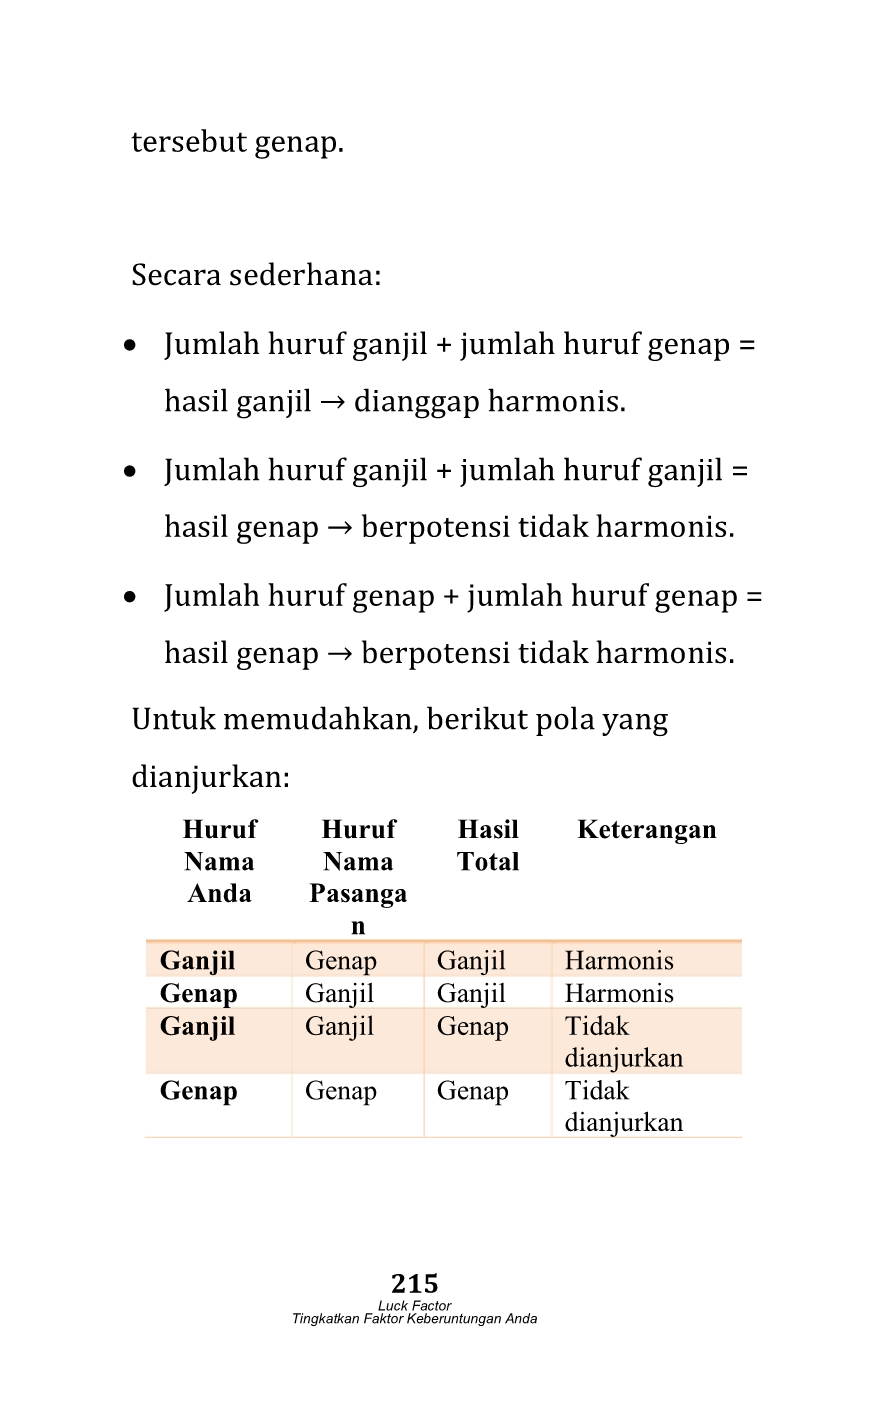 tersebut genap.
Secara sederhana:
• Jumlah huruf ganjil + jumlah huruf genap =
hasil ganjil → dianggap harmonis.
• Jumlah huruf ganjil + jumlah huruf ganjil =
hasil genap → berpotensi tidak harmonis.
• Jumlah huruf genap + jumlah huruf genap =
hasil genap → berpotensi tidak harmonis.
Untuk memudahkan, berikut pola yang
dianjurkan:
Huruf Huruf Hasil Keterangan
Nama Nama Total
Anda Pasanga
n
Ganjil Genap Ganjil Harmonis
Genap Ganjil Ganjil Harmonis
Ganjil Ganjil Genap Tidak
dianjurkan
Genap Genap Genap Tidak
dianjurkan
215
Luck Factor
Tingkatkan Faktor Keberuntungan Anda